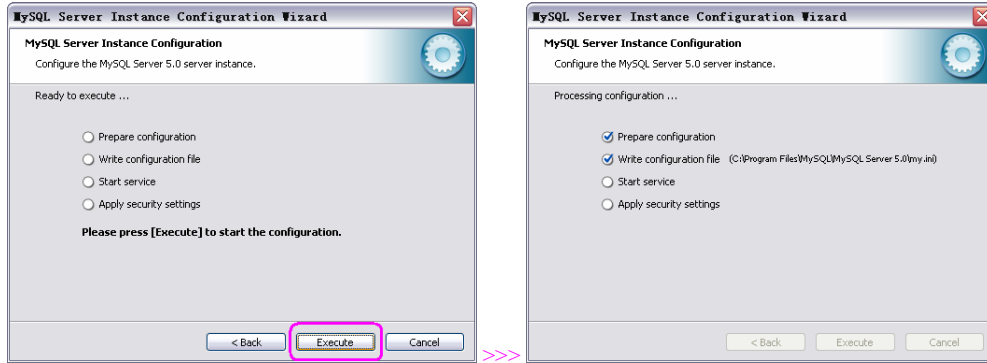 MySQL Server Instance Configuration Wizard
MySQL Server Instance Configuration
Configure the MySQL Server 5.0 server instance.
Ready to execute ...
Prepare configuration
Write configuration file
Start service
Apply security settings
Please press [Execute] to start the configuration.
< Back
Execute
Cancel
>>>
MySQL Server Instance Configuration Wizard
MySQL Server Instance Configuration
Configure the MySQL Server 5.0 server instance.
Processing configuration ...
Prepare configuration
Write configuration file (C:\Program Files\MySQL\MySQL Server 5.0\my.ini)
Start service
Apply security settings
< Back
Execute
Cancel